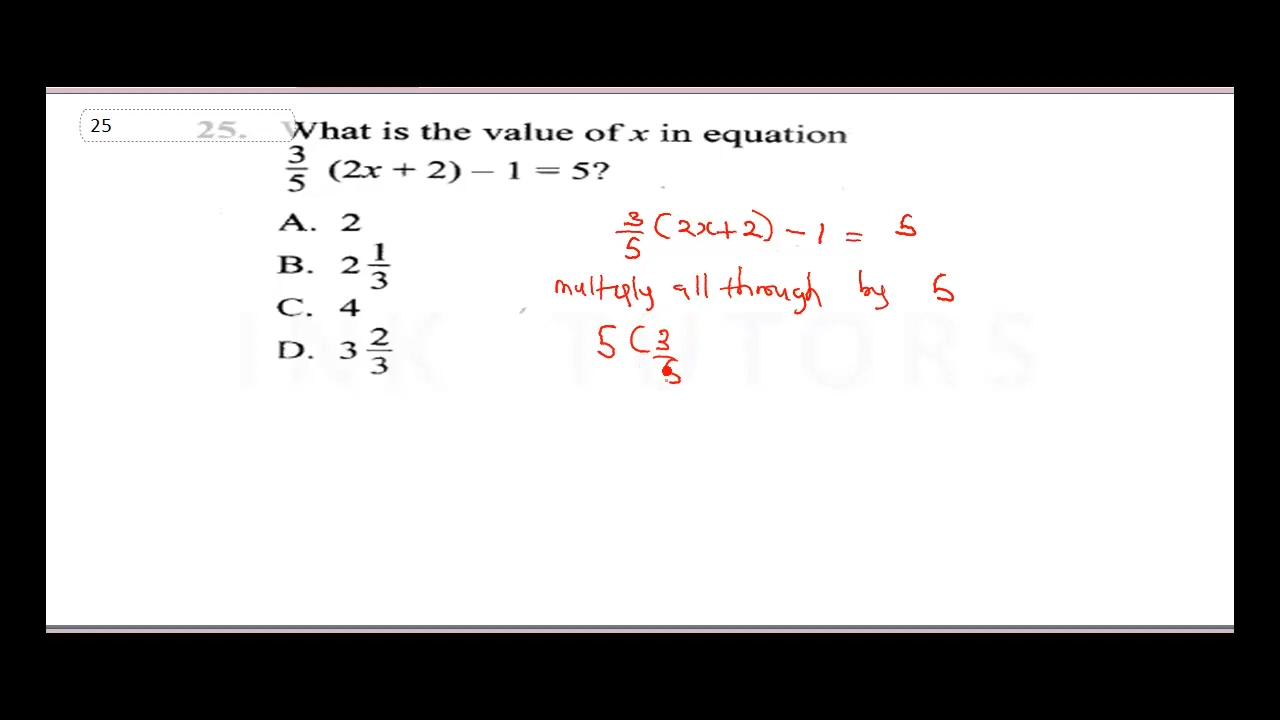 25
25. What is the value of x in equation
3/5 (2x + 2) – 1 = 5?
A. 2
B. 2 1/3
C. 4
D. 3 2/3
3/5 (2x+2) - 1 = 5
multiply all through by 5
5 (3/5
INK TUTORS